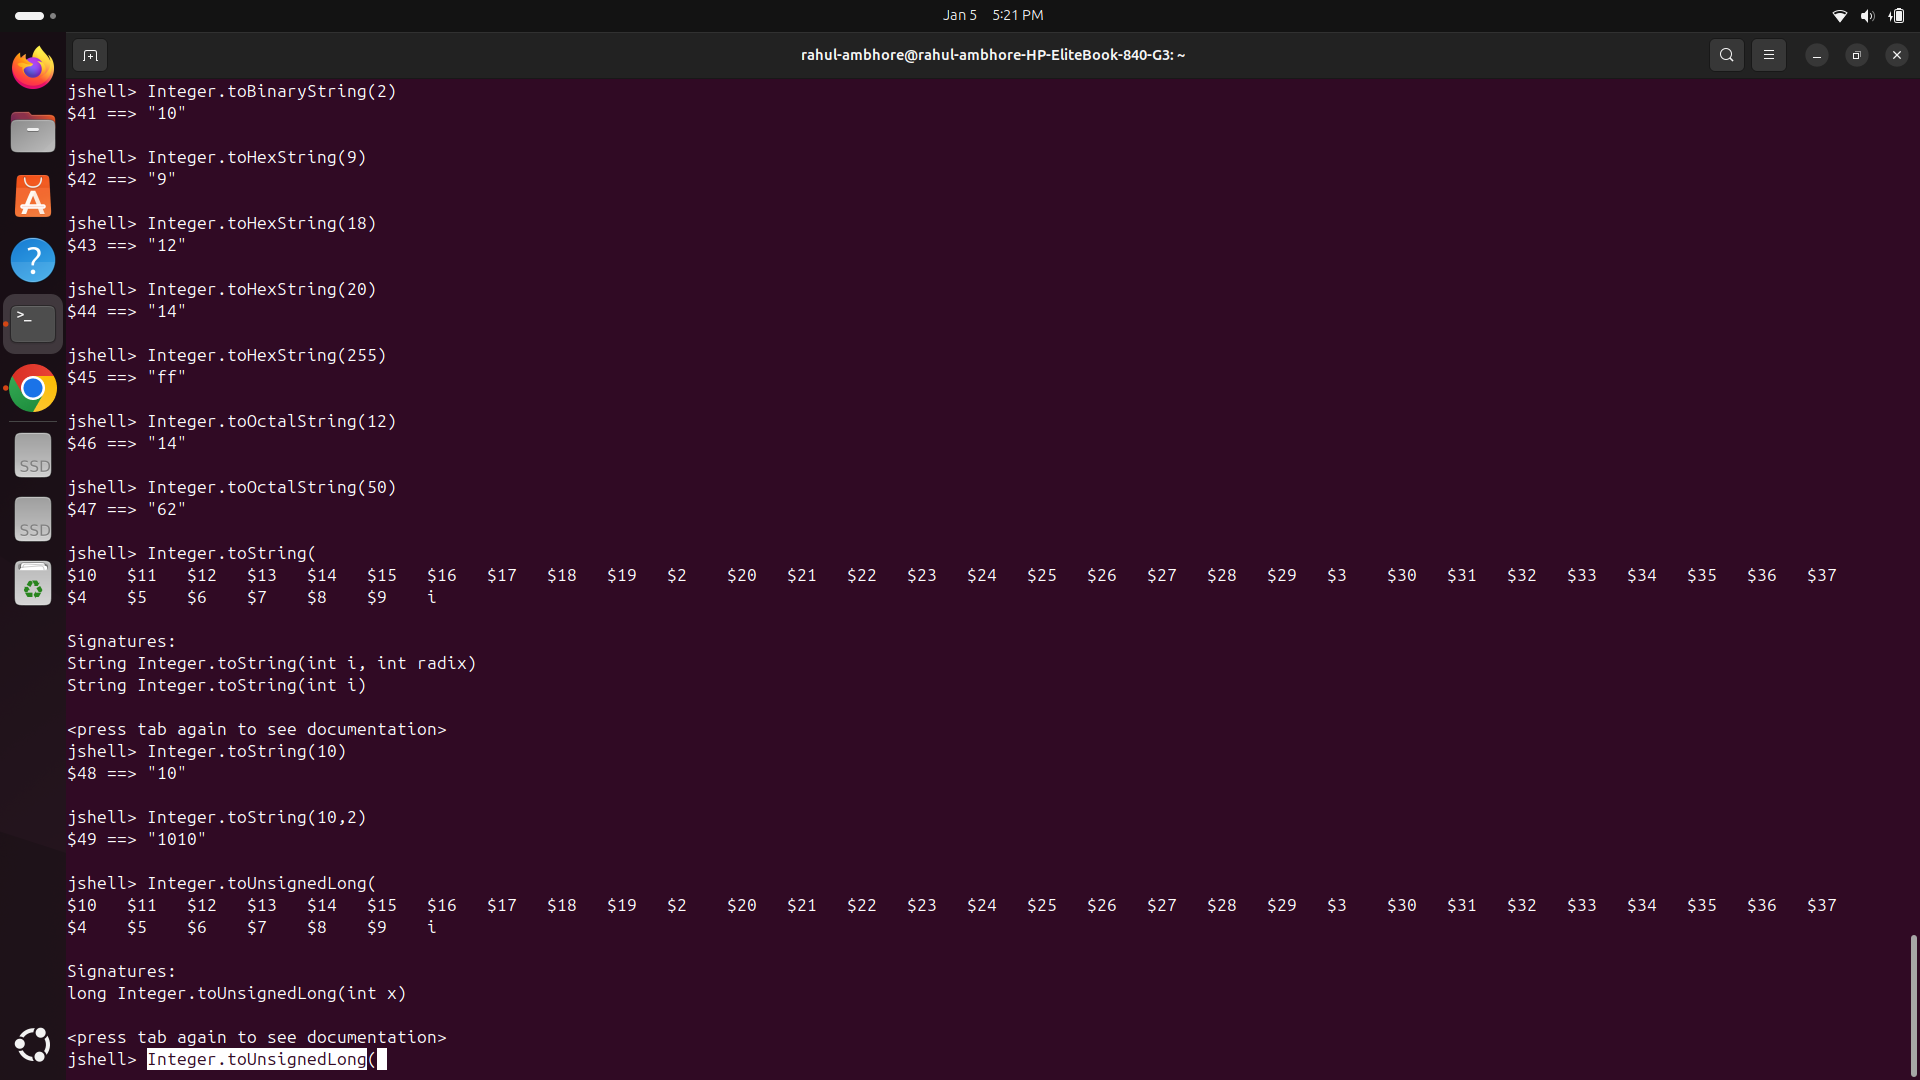 Jan 5 5:21 PM
rahul-ambhore@rahul-ambhore-HP-EliteBook-840-G3: ~
jshell> Integer.toBinaryString(2)
$41 ==> "10"
jshell> Integer.toHexString(9)
$42 ==> "9"
jshell> Integer.toHexString(18)
$43 ==> "12"
jshell> Integer.toHexString(20)
$44 ==> "14"
jshell> Integer.toHexString(255)
$45 ==> "ff"
jshell> Integer.toOctalString(12)
$46 ==> "14"
jshell> Integer.toOctalString(50)
$47 ==> "62"
jshell> Integer.toString(
$10 $11 $12 $13 $14 $15 $16 $17 $18 $19 $2 $20 $21 $22 $23 $24 $25 $26 $27 $28 $29 $3 $30 $31 $32 $33 $34 $35 $36 $37
$4 $5 $6 $7 $8 $9 i
Signatures:
String Integer.toString(int i, int radix)
String Integer.toString(int i)
<press tab again to see documentation>
jshell> Integer.toString(10)
$48 ==> "10"
jshell> Integer.toString(10,2)
$49 ==> "1010"
jshell> Integer.toUnsignedLong(
$10 $11 $12 $13 $14 $15 $16 $17 $18 $19 $2 $20 $21 $22 $23 $24 $25 $26 $27 $28 $29 $3 $30 $31 $32 $33 $34 $35 $36 $37
$4 $5 $6 $7 $8 $9 i
Signatures:
long Integer.toUnsignedLong(int x)
<press tab again to see documentation>
jshell> Integer.toUnsignedLong(
A
?
>_
SSD
SSD